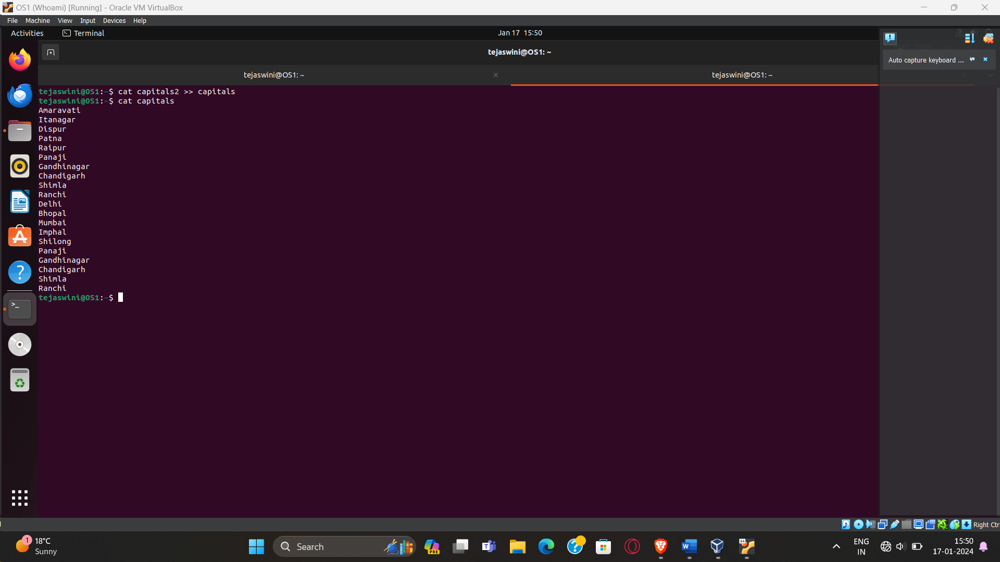 OS1 (Whoami) [Running] - Oracle VM VirtualBox
File Machine View Input Devices Help
Activities Terminal Jan 17 15:50
tejaswini@OS1: ~
Auto capture keyboard ...
tejaswini@OS1: ~ tejaswini@OS1: ~
tejaswini@OS1:~$ cat capitals2 >> capitals
tejaswini@OS1:~$ cat capitals
Amaravati
Itanagar
Dispur
Patna
Raipur
Panaji
Gandhinagar
Chandigarh
Shimla
Ranchi
Delhi
Bhopal
Mumbai
Imphal
Shilong
Panaji
Gandhinagar
Chandigarh
Shimla
Ranchi
tejaswini@OS1:~$
Right Ctr
1 18°C
Sunny
Search
PRE
ENG
IN
15:50
17-01-2024